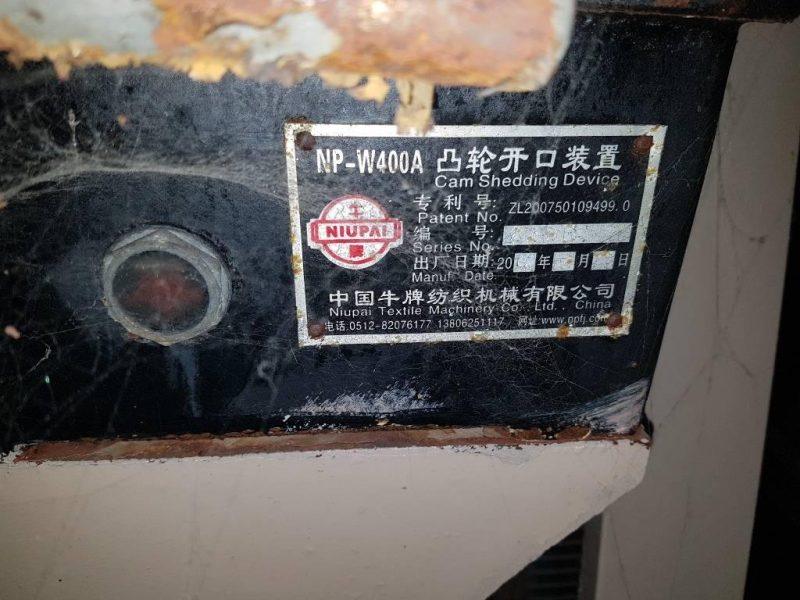 NP-W400A 凸轮开口装置
Cam Shedding Device
专利号: ZL200750109499.0
Patent No.
编号:
Series No.
出厂日期: 20 年 月 日
Manuf Date
NIUPAI
中国牛牌纺织机械有限公司
Niupai Textile Machinery Co., Ltd., China
电话:0512-82076177 13806251117 网址:www.npfj.com